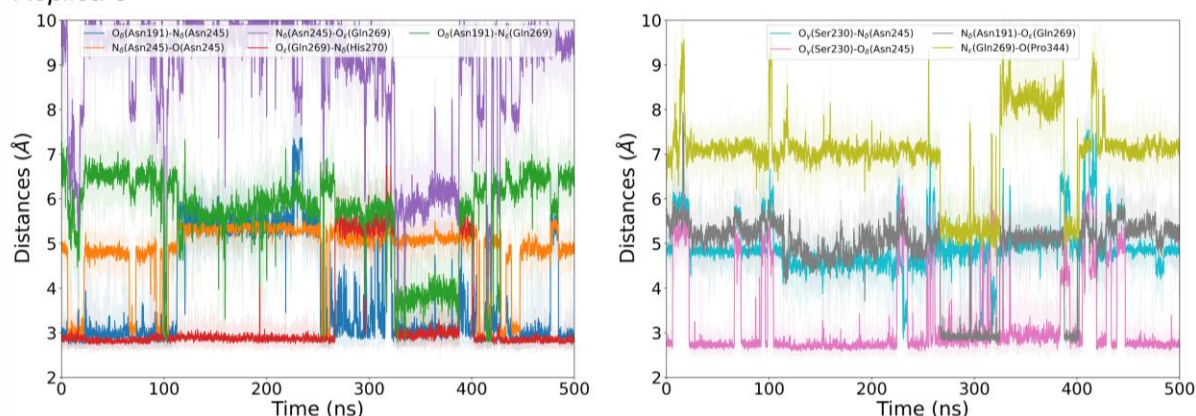 10
9
8
7
6
5
4
3
2
Distances (Å)
Oδ(Asn191)-Nδ(Asn245)
Nδ(Asn245)-O(Asn245)
Nδ(Asn245)-Oε(Gln269)
Oε(Gln269)-Nδ(His270)
Oδ(Asn191)-Nε(Gln269)
0 100 200 300 400 500
Time (ns)
10
9
8
7
6
5
4
3
2
Distances (Å)
Oγ(Ser230)-Nδ(Asn245)
Oγ(Ser230)-Oδ(Asn245)
Nδ(Asn191)-Oε(Gln269)
Nε(Gln269)-O(Pro344)
0 100 200 300 400 500
Time (ns)